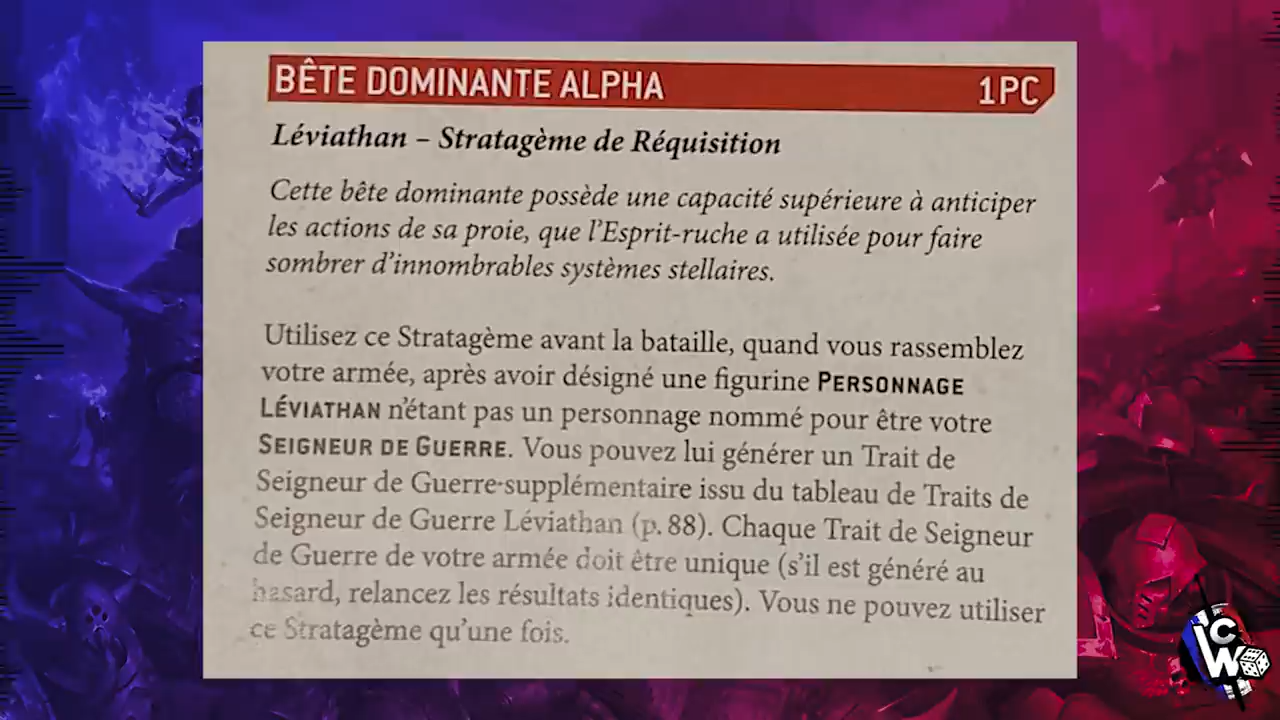 BÊTE DOMINANTE ALPHA 1PC
Léviathan – Stratagème de Réquisition
Cette bête dominante possède une capacité supérieure à anticiper
les actions de sa proie, que l'Esprit-ruche a utilisée pour faire
sombrer d'innombrables systèmes stellaires.
Utilisez ce Stratagème avant la bataille, quand vous rassemblez
votre armée, après avoir désigné une figurine PERSONNAGE
LÉVIATHAN n'étant pas un personnage nommé pour être votre
SEIGNEUR DE GUERRE. Vous pouvez lui générer un Trait de
Seigneur de Guerre supplémentaire issu du tableau de Traits de
Seigneur de Guerre Léviathan (p. 88). Chaque Trait de Seigneur
de Guerre de votre armée doit être unique (s'il est généré au
hasard, relancez les résultats identiques). Vous ne pouvez utiliser
ce Stratagème qu'une fois.
ICW